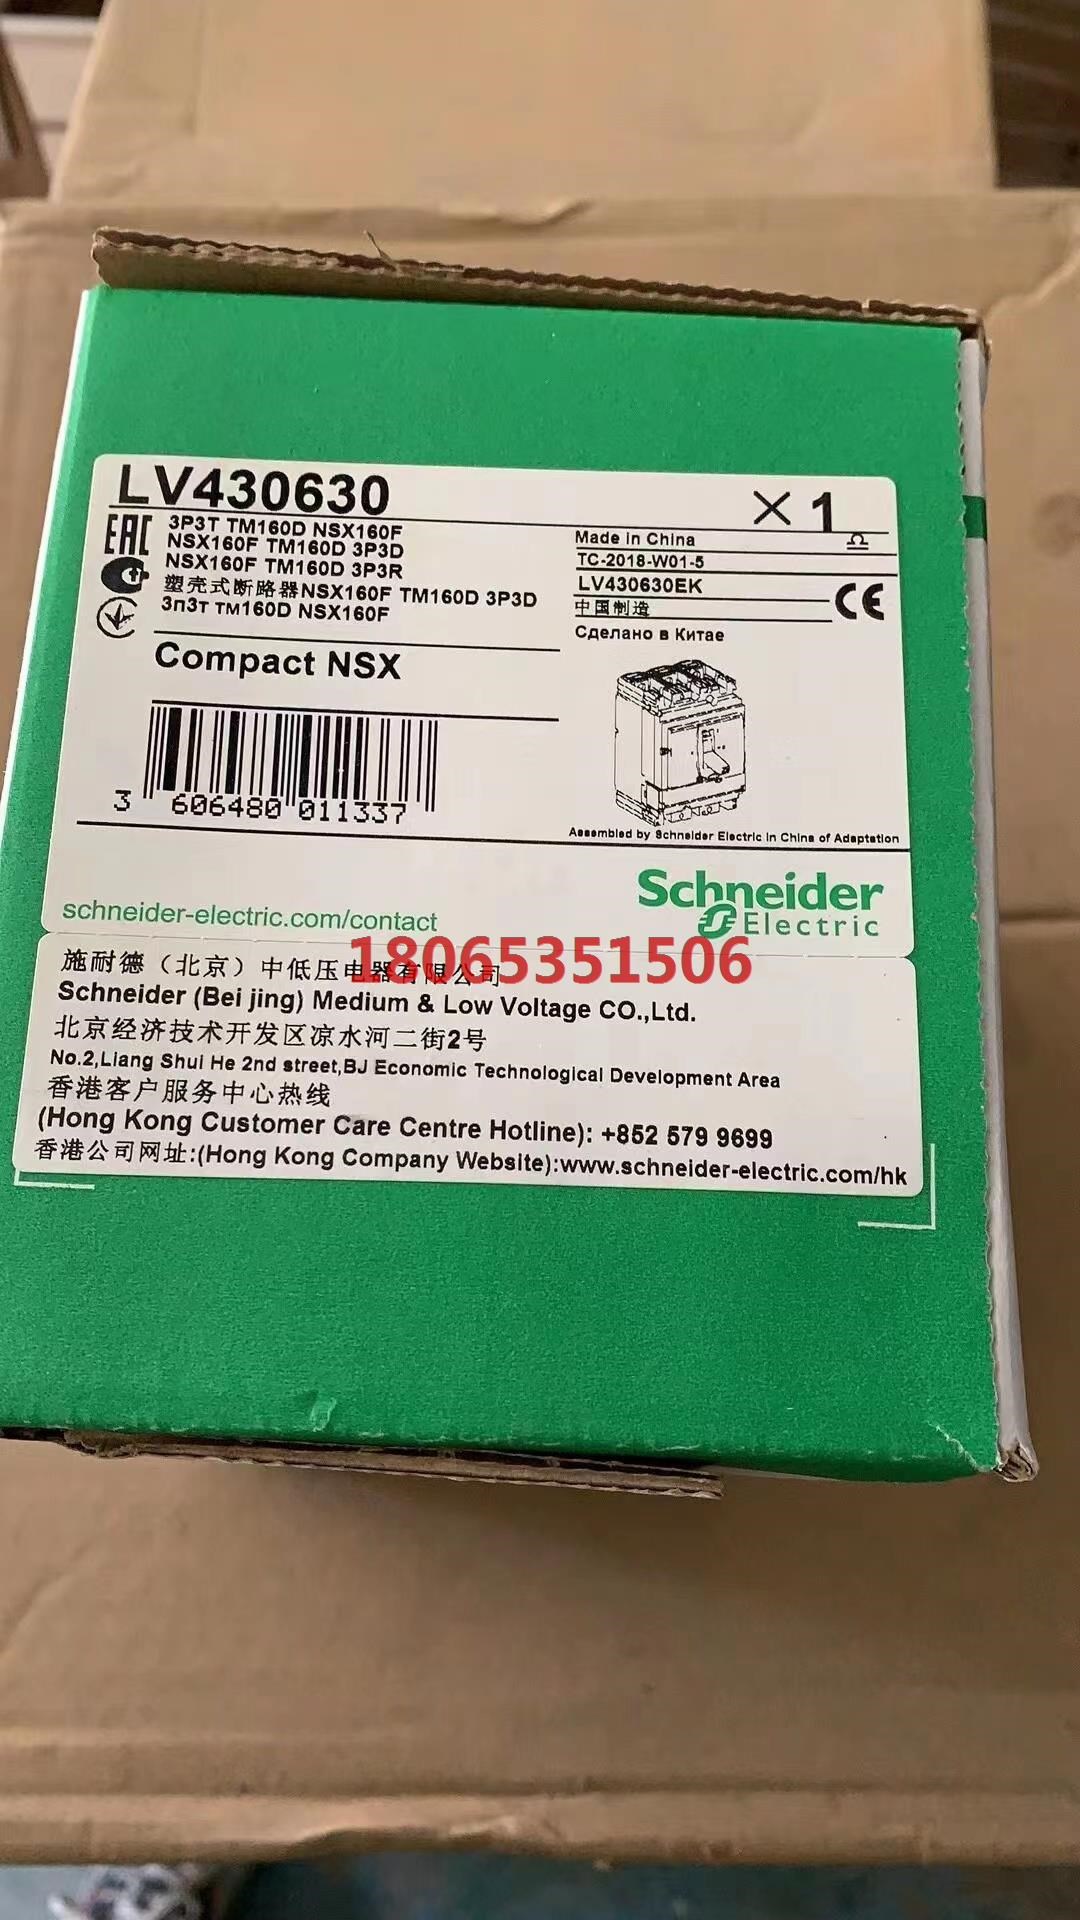 LV430630
× 1
3P3T TM160D NSX160F
NSX160F TM160D 3P3D
NSX160F TM160D 3P3R
塑壳式断路器NSX160F TM160D 3P3D
3п3т тм160D NSX160F
EAC
Made in China
TC-2018-W01-5
LV430630EK
中国制造
CE
Сделано в Китае
Compact NSX
3 606480 011337
Assembled by Schneider Electric in China of Adaptation
Schneider
Electric
schneider-electric.com/contact
18065351506
施耐德（北京）中低压电器有限公司
Schneider (Beijing) Medium & Low Voltage CO.,Ltd.
北京经济技术开发区凉水河二街2号
No.2,Liang Shui He 2nd street,BJ Economic Technological Development Area
香港客户服务中心热线
(Hong Kong Customer Care Centre Hotline): +852 579 9699
香港公司网址:(Hong Kong Company Website):www.schneider-electric.com/hk